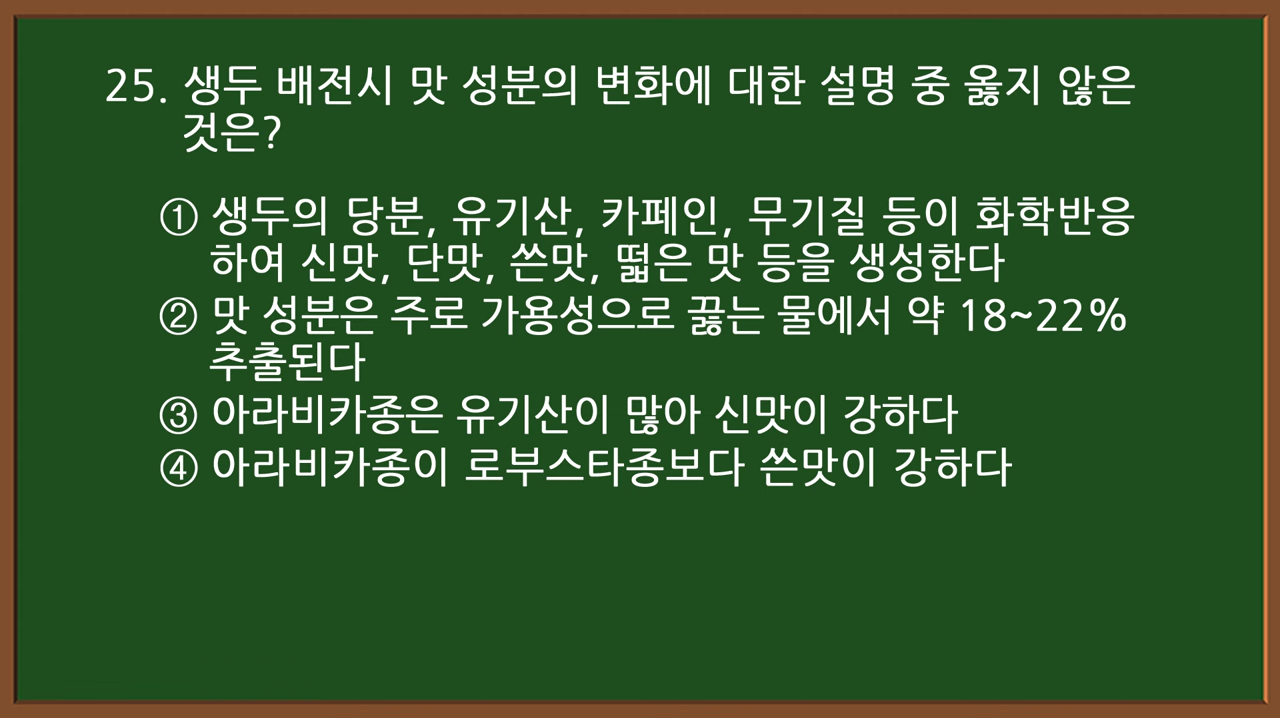 25. 생두 배전시 맛 성분의 변화에 대한 설명 중 옳지 않은
것은?
① 생두의 당분, 유기산, 카페인, 무기질 등이 화학반응
하여 신맛, 단맛, 쓴맛, 떫은 맛 등을 생성한다
② 맛 성분은 주로 가용성으로 끓는 물에서 약 18~22%
추출된다
③ 아라비카종은 유기산이 많아 신맛이 강하다
④ 아라비카종이 로부스타종보다 쓴맛이 강하다